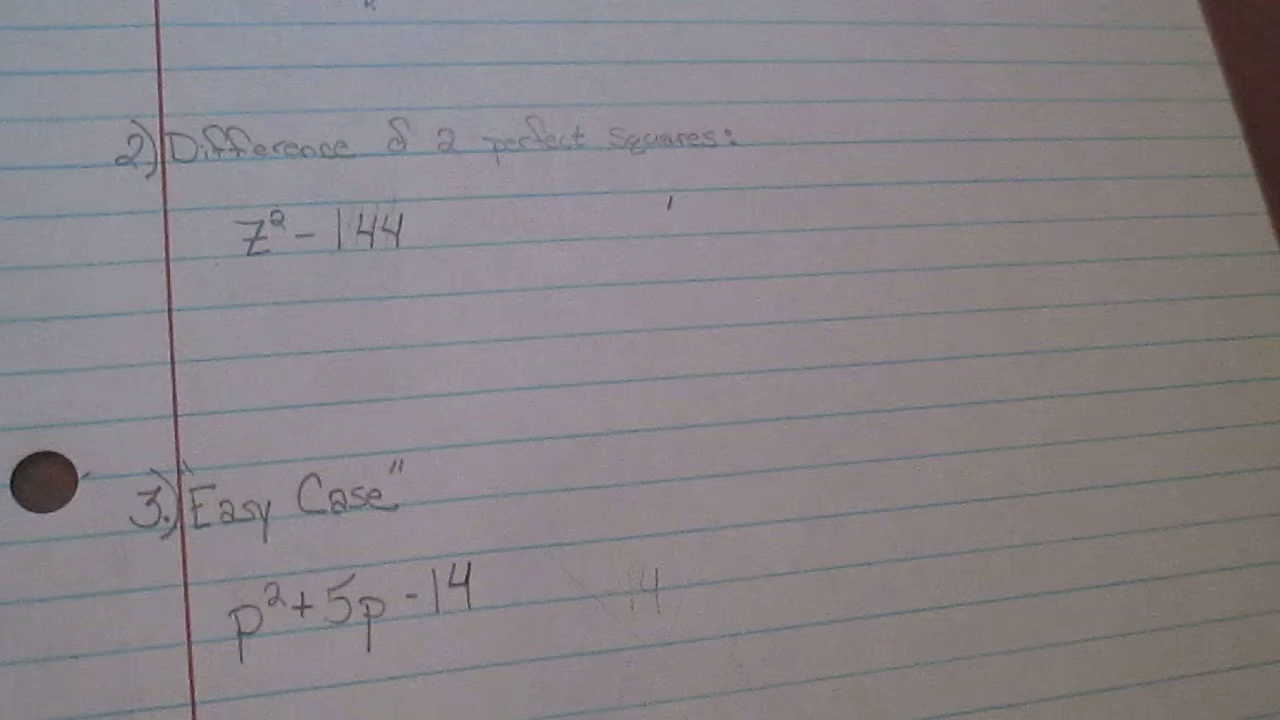 2) Difference of 2 perfect squares:
z² - 144
3.) "Easy Case"
p² + 5p - 14 14